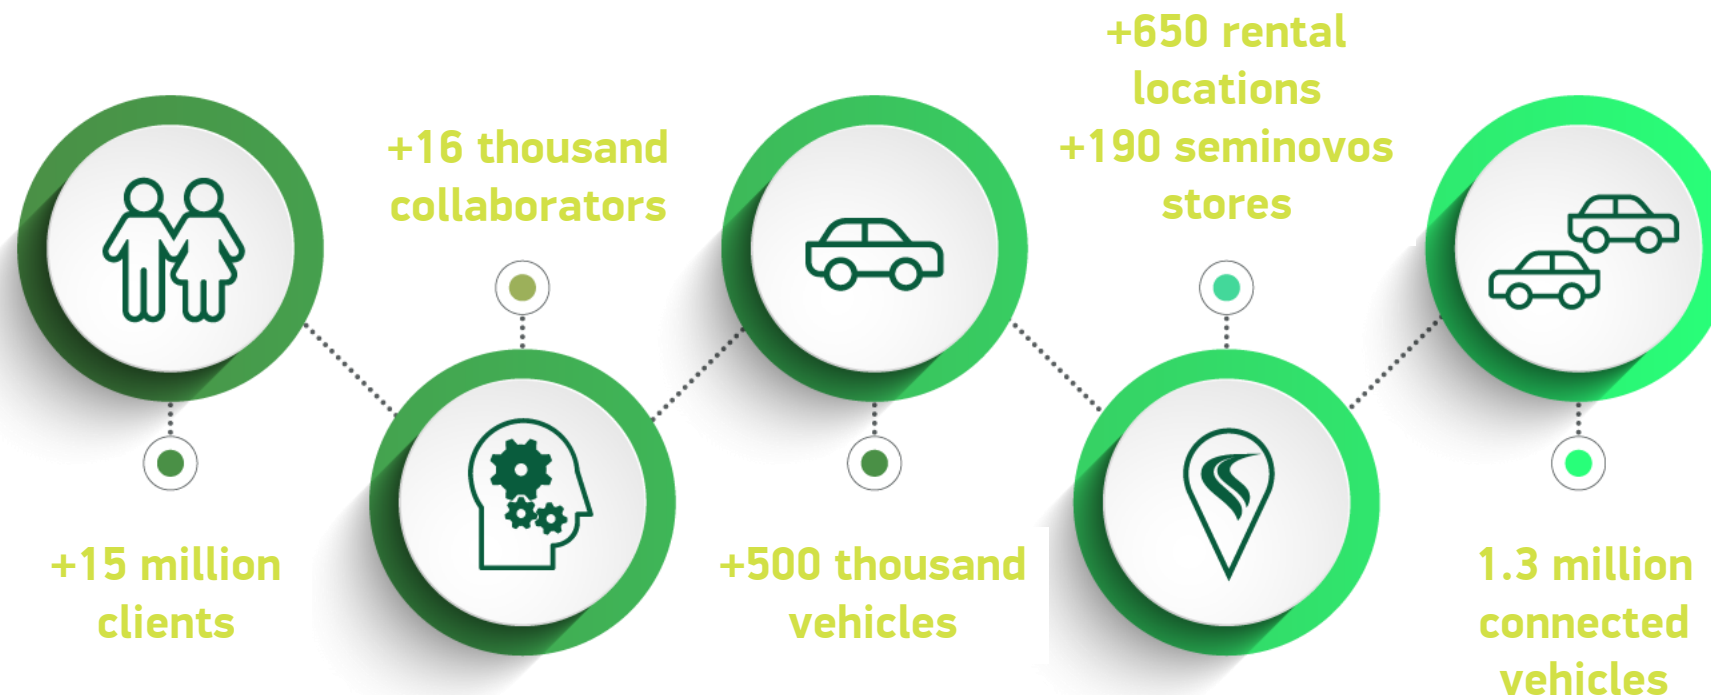 +15 million
clients
+16 thousand
collaborators
+500 thousand
vehicles
+650 rental
locations
+190 seminovos
stores
1.3 million
connected
vehicles